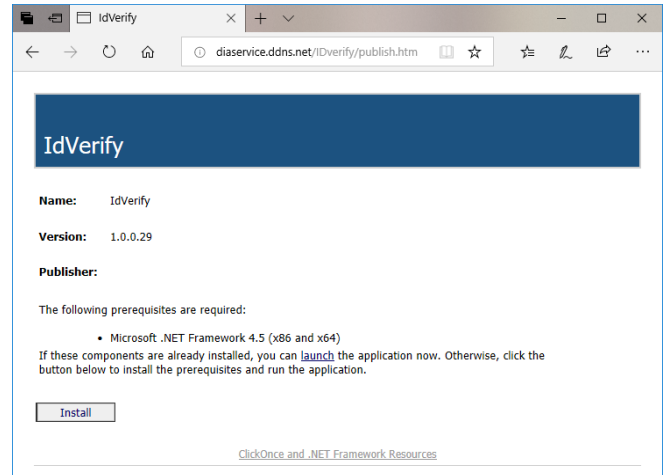 IdVerify
diaservice.ddns.net/IDverify/publish.htm
IdVerify
Name: IdVerify
Version: 1.0.0.29
Publisher:
The following prerequisites are required:
• Microsoft .NET Framework 4.5 (x86 and x64)
If these components are already installed, you can launch the application now. Otherwise, click the
button below to install the prerequisites and run the application.
Install
ClickOnce and .NET Framework Resources